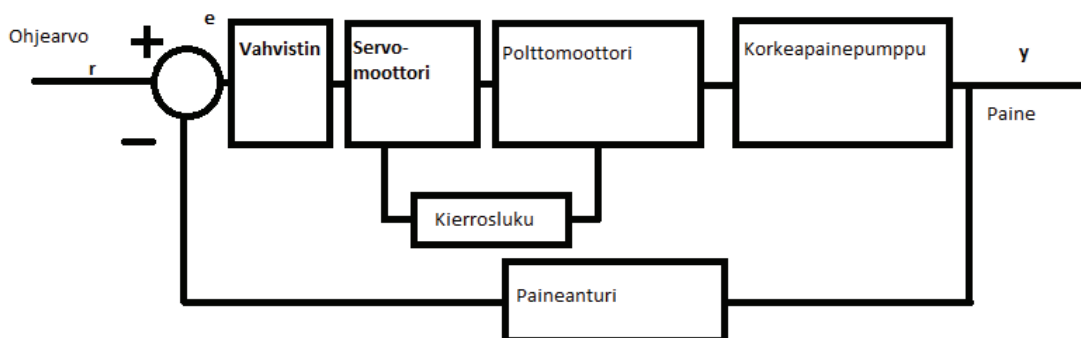 Ohjearvo
+
e
r
−
Vahvistin
Servo-
moottori
Polttomoottori
Korkeapainepumppu
y
Paine
Kierrosluku
Paineanturi